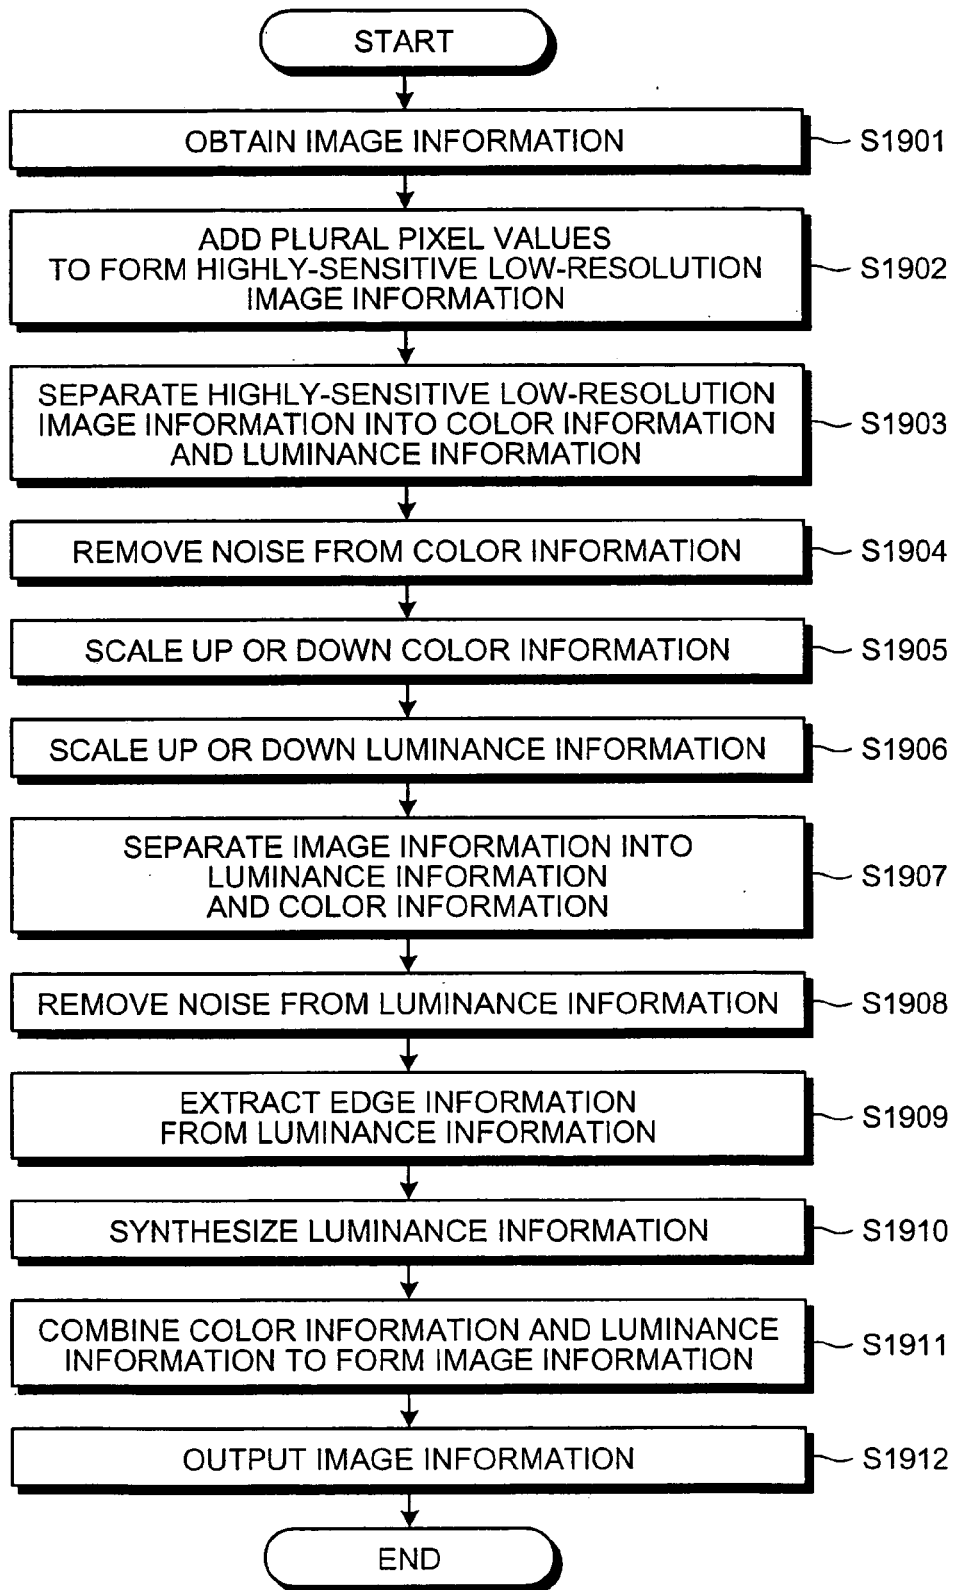 START
OBTAIN IMAGE INFORMATION
S1901
ADD PLURAL PIXEL VALUES
TO FORM HIGHLY-SENSITIVE LOW-RESOLUTION
IMAGE INFORMATION
S1902
SEPARATE HIGHLY-SENSITIVE LOW-RESOLUTION
IMAGE INFORMATION INTO COLOR INFORMATION
AND LUMINANCE INFORMATION
S1903
REMOVE NOISE FROM COLOR INFORMATION
S1904
SCALE UP OR DOWN COLOR INFORMATION
S1905
SCALE UP OR DOWN LUMINANCE INFORMATION
S1906
SEPARATE IMAGE INFORMATION INTO
LUMINANCE INFORMATION
AND COLOR INFORMATION
S1907
REMOVE NOISE FROM LUMINANCE INFORMATION
S1908
EXTRACT EDGE INFORMATION
FROM LUMINANCE INFORMATION
S1909
SYNTHESIZE LUMINANCE INFORMATION
S1910
COMBINE COLOR INFORMATION AND LUMINANCE
INFORMATION TO FORM IMAGE INFORMATION
S1911
OUTPUT IMAGE INFORMATION
S1912
END